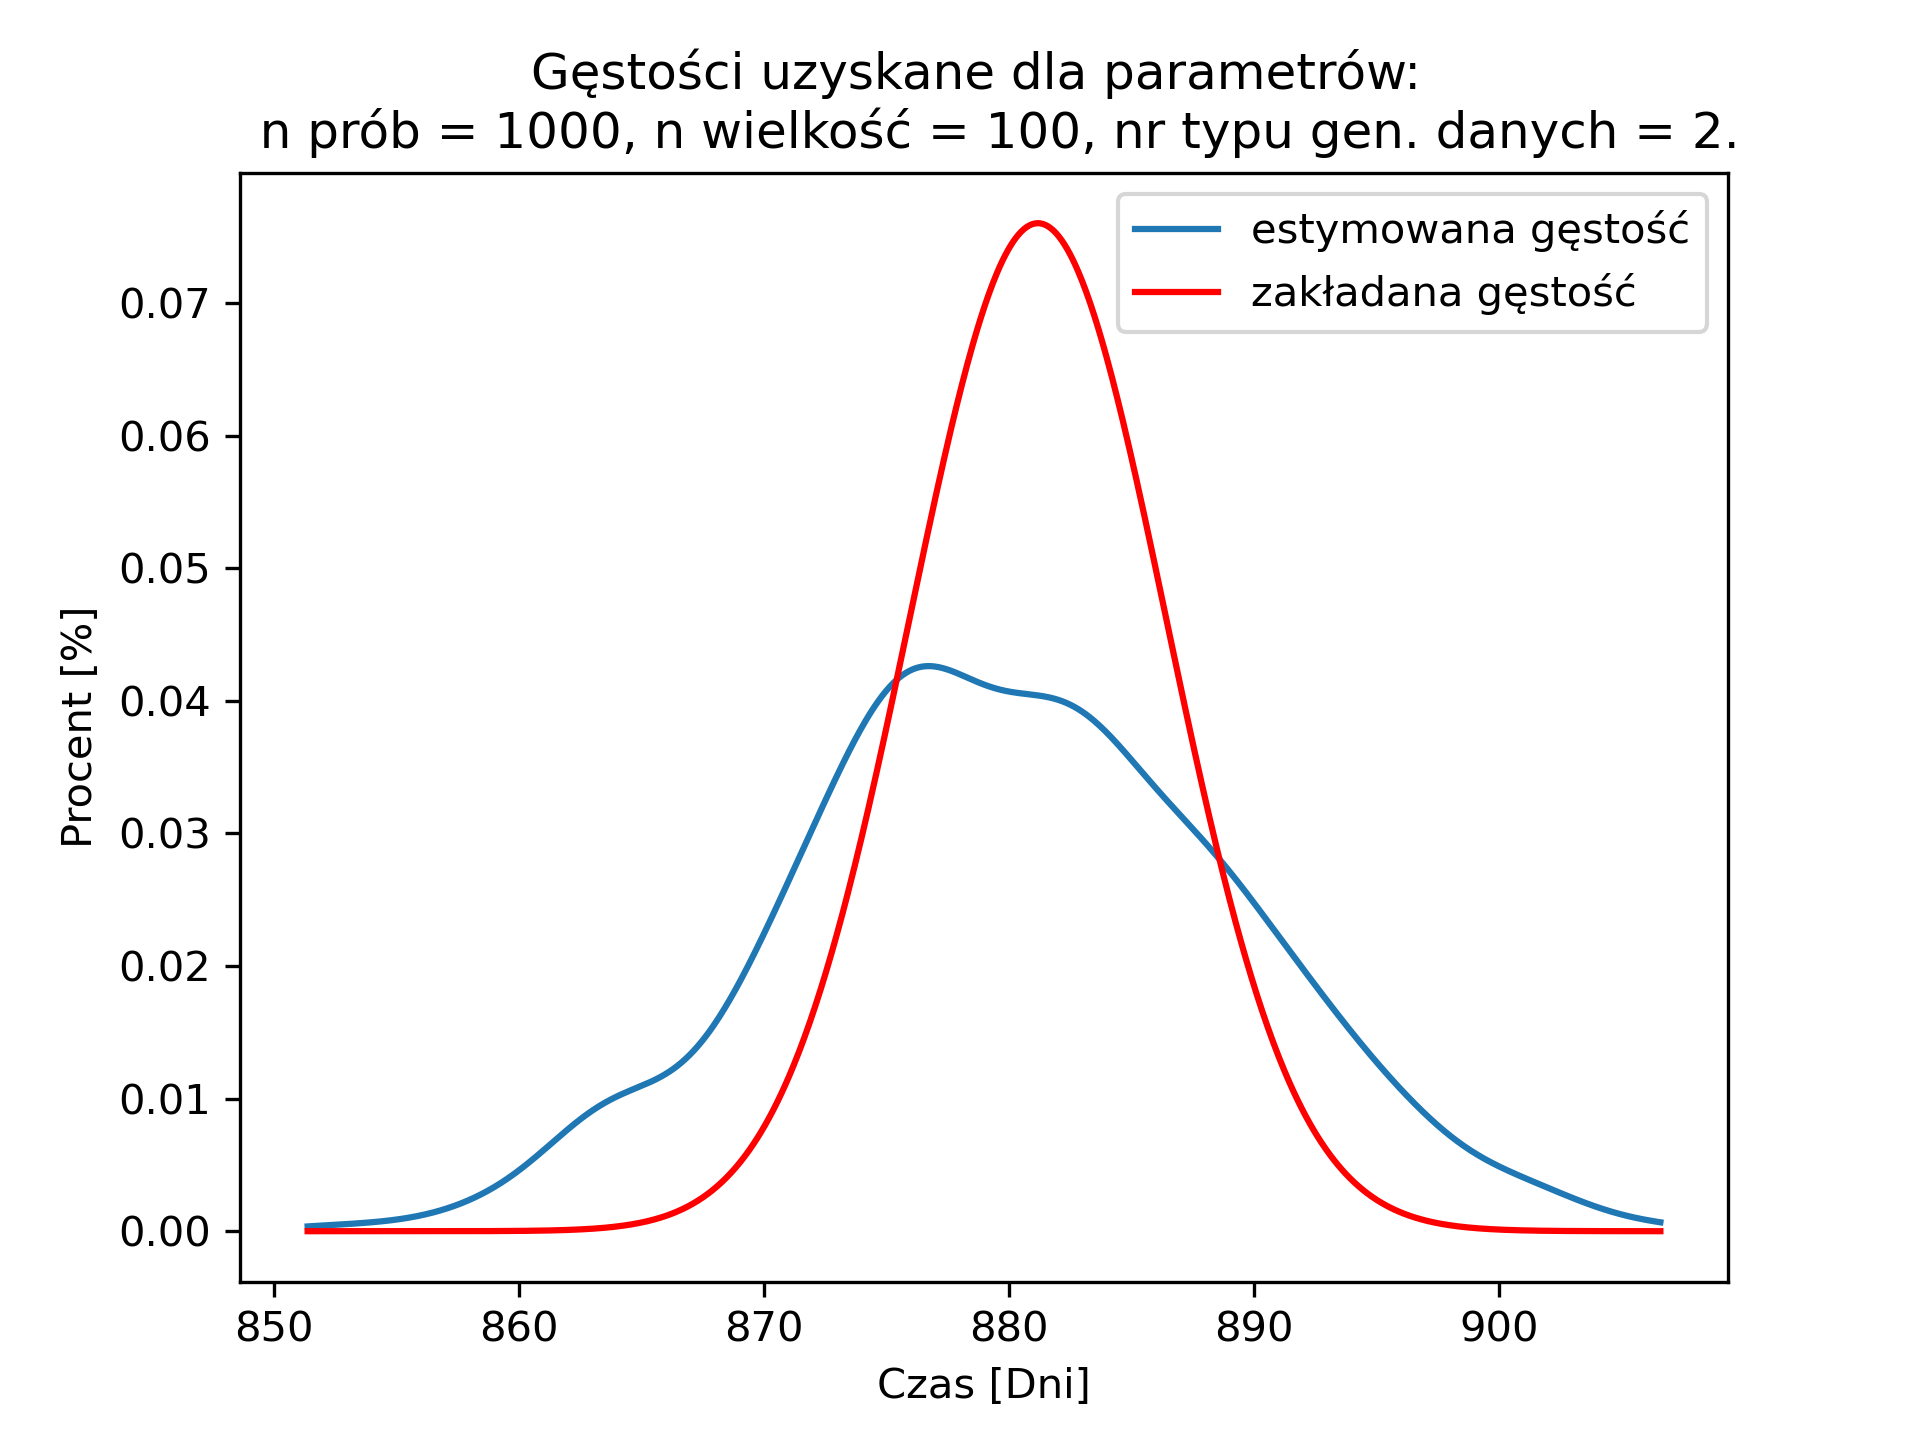 Gęstości uzyskane dla parametrów:
n prób = 1000, n wielkość = 100, nr typu gen. danych = 2.
estymowana gęstość
zakładana gęstość
0.07
0.06
0.05
0.04
0.03
0.02
0.01
0.00
Procent [%]
850 860 870 880 890 900
Czas [Dni]